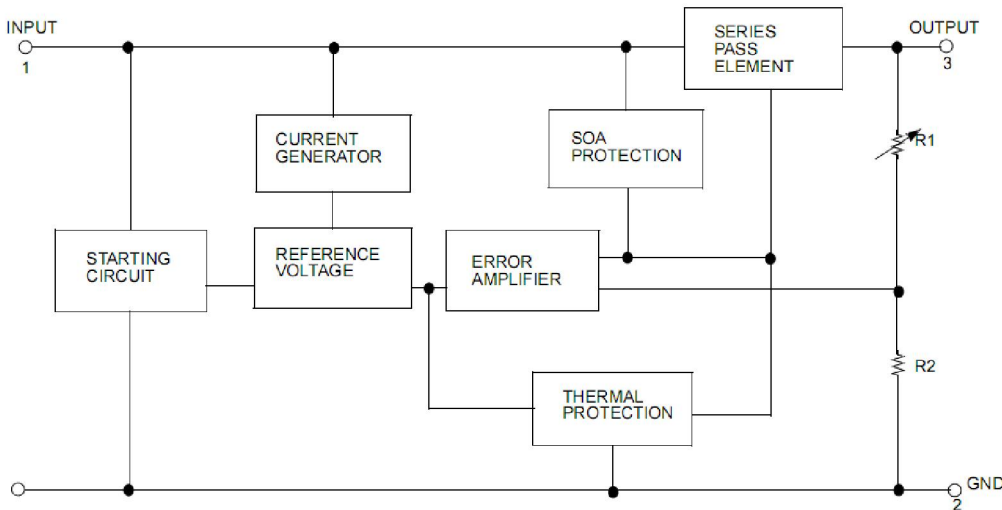 INPUT
1
SERIES
PASS
ELEMENT
OUTPUT
3
CURRENT
GENERATOR
SOA
PROTECTION
R1
STARTING
CIRCUIT
REFERENCE
VOLTAGE
ERROR
AMPLIFIER
R2
THERMAL
PROTECTION
GND
2